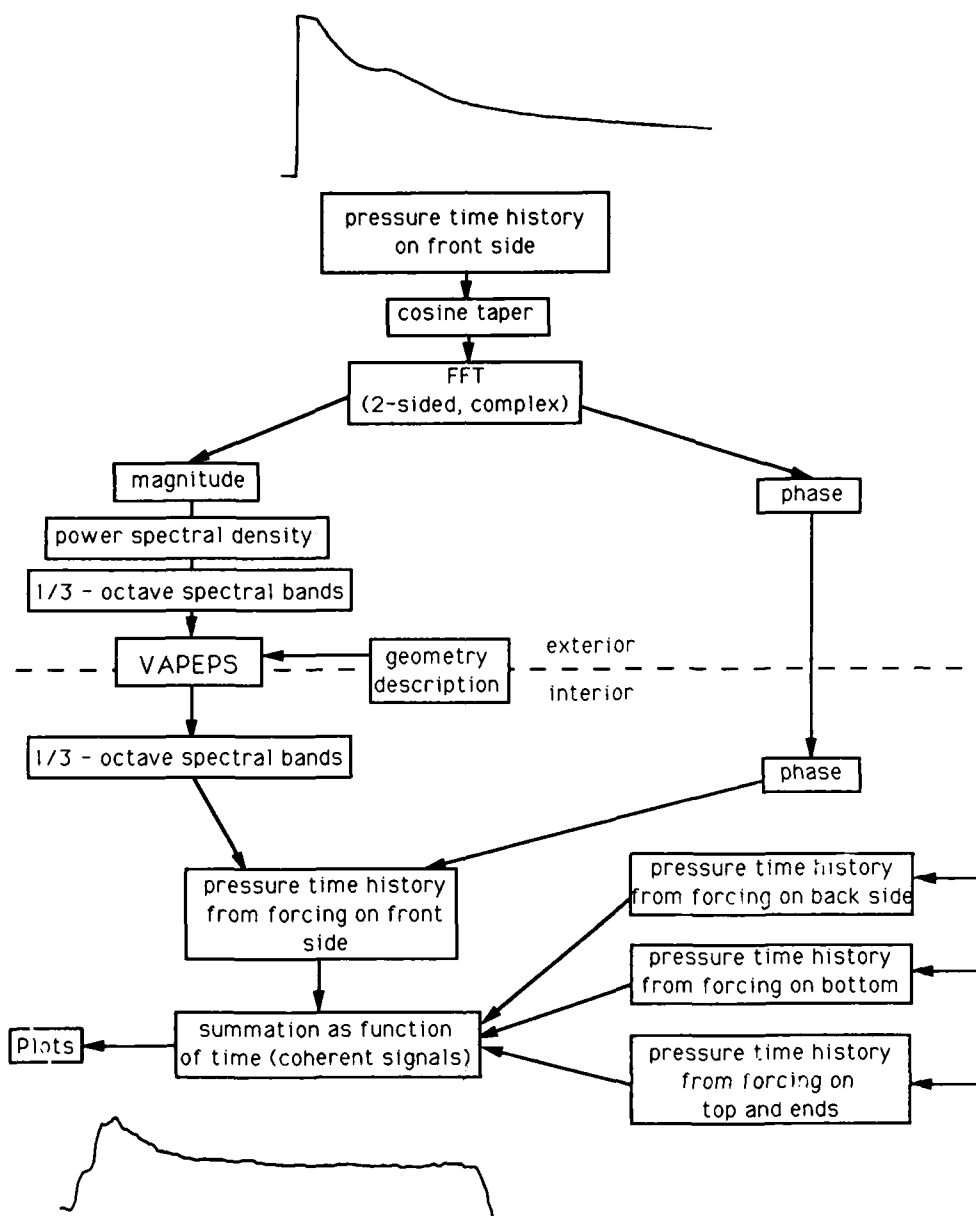 pressure time history
on front side
cosine taper
FFT
(2-sided, complex)
magnitude
phase
power spectral density
1/3 - octave spectral bands
VAPEPS
geometry
description
exterior
interior
1/3 - octave spectral bands
phase
pressure time history
from forcing on front
side
pressure time history
from forcing on back side
pressure time history
from forcing on bottom
summation as function
of time (coherent signals)
Plots
pressure time history
from forcing on
top and ends